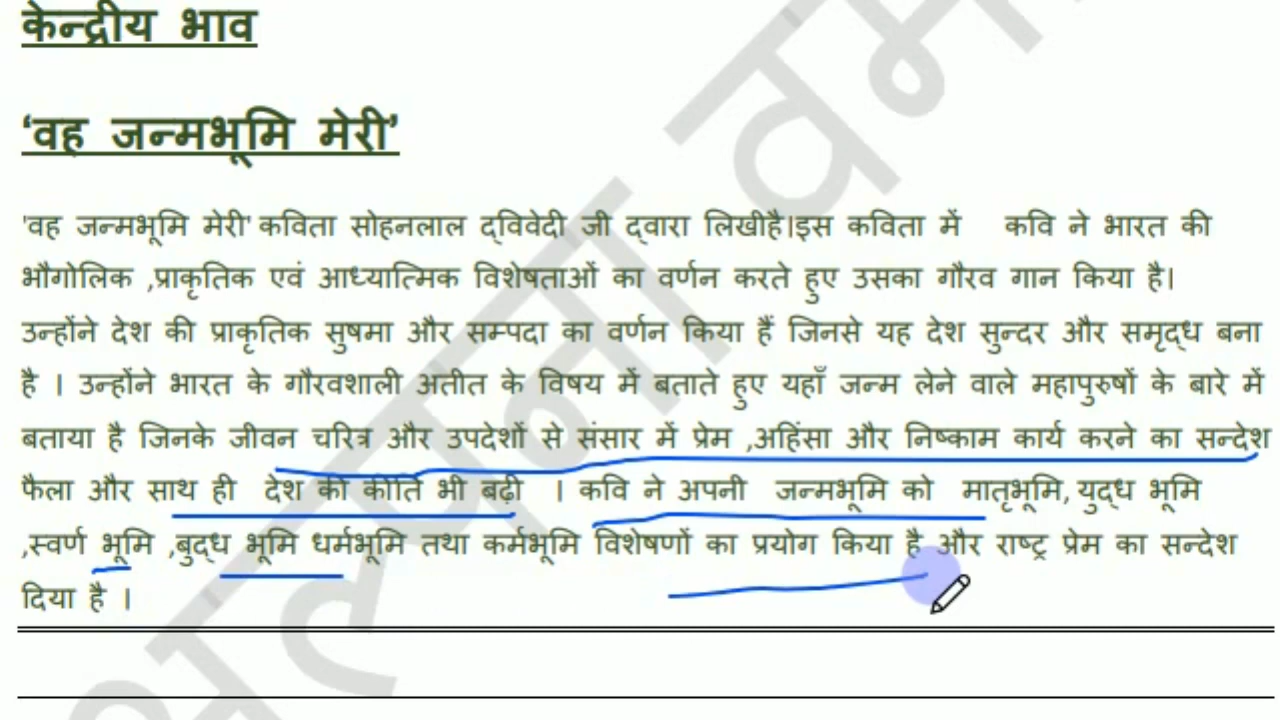 केन्द्रीय भाव
‘वह जन्मभूमि मेरी’
'वह जन्मभूमि मेरी' कविता सोहनलाल द्विवेदी जी द्वारा लिखीहै।इस कविता में कवि ने भारत की
भौगोलिक ,प्राकृतिक एवं आध्यात्मिक विशेषताओं का वर्णन करते हुए उसका गौरव गान किया है।
उन्होंने देश की प्राकृतिक सुषमा और सम्पदा का वर्णन किया हैं जिनसे यह देश सुन्दर और समृद्ध बना
है । उन्होंने भारत के गौरवशाली अतीत के विषय में बताते हुए यहाँ जन्म लेने वाले महापुरुषों के बारे में
बताया है जिनके जीवन चरित्र और उपदेशों से संसार में प्रेम ,अहिंसा और निष्काम कार्य करने का सन्देश
फैला और साथ ही देश की कीर्ति भी बढ़ी । कवि ने अपनी जन्मभूमि को मातृभूमि, युद्ध भूमि
,स्वर्ण भूमि ,बुद्ध भूमि धर्मभूमि तथा कर्मभूमि विशेषणों का प्रयोग किया है और राष्ट्र प्रेम का सन्देश
दिया है ।